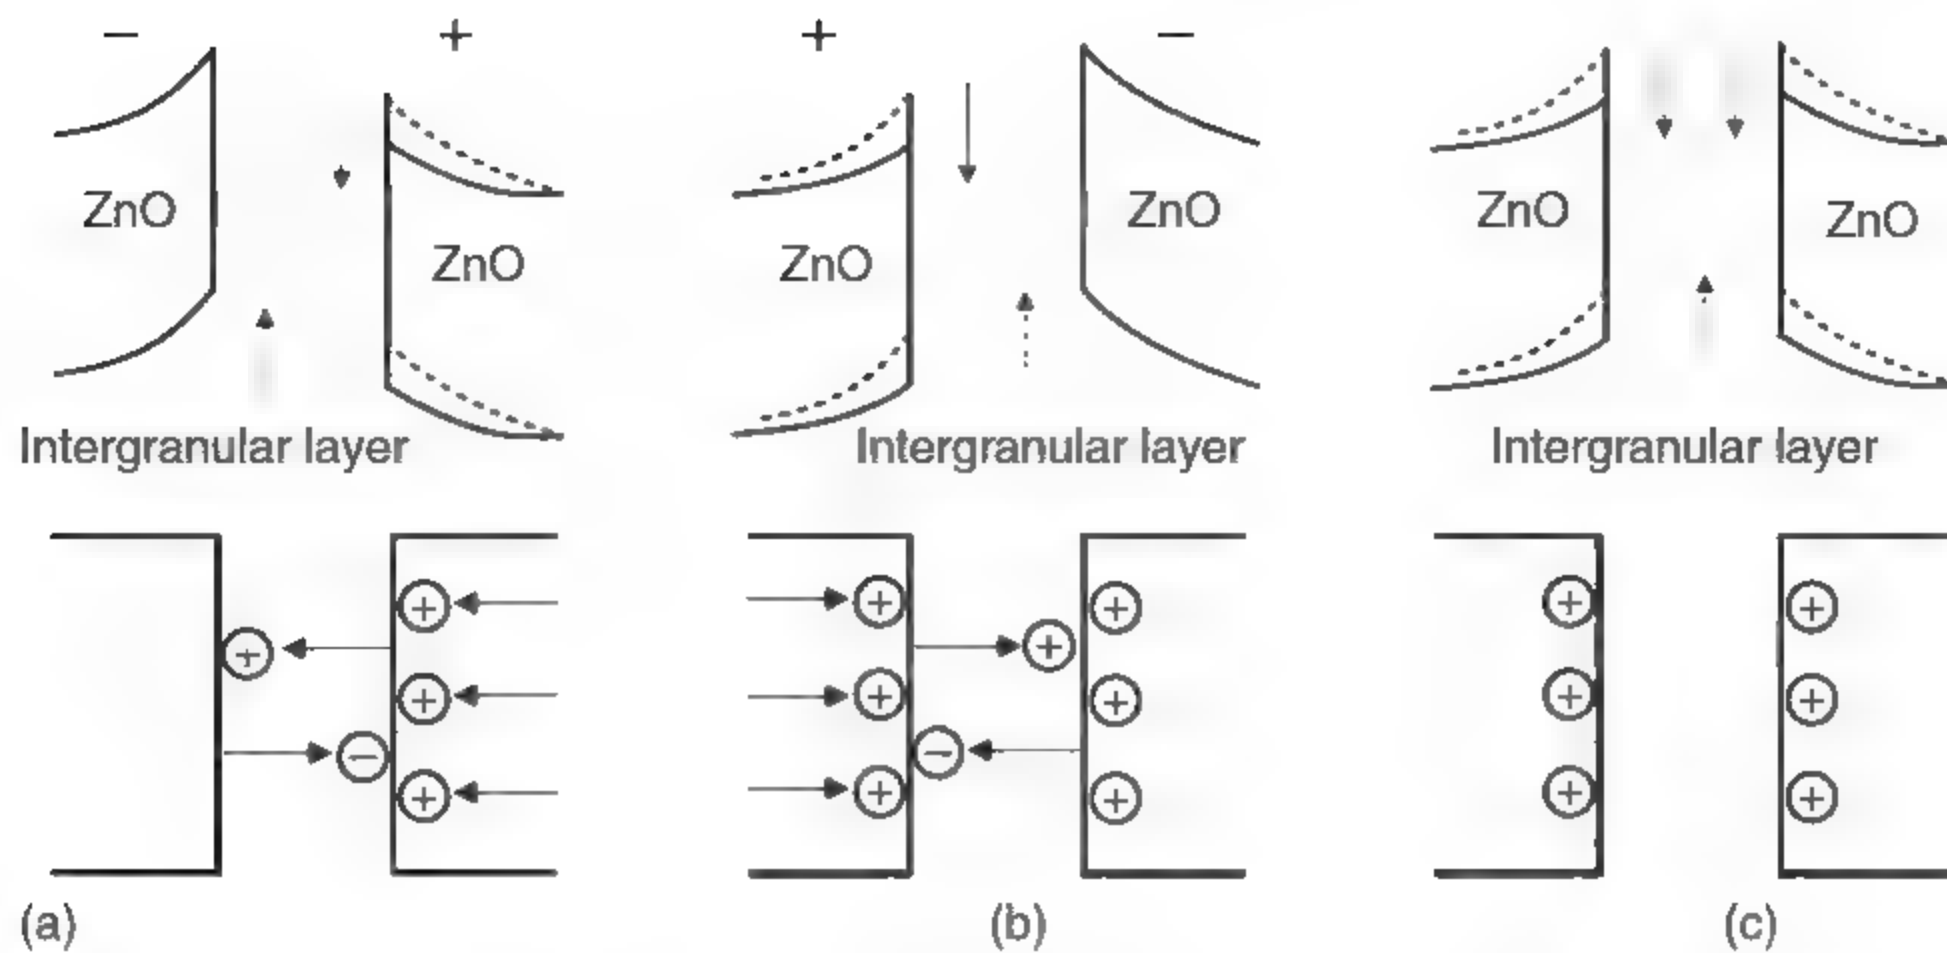 − + + −
ZnO ZnO ZnO ZnO ZnO ZnO
Intergranular layer Intergranular layer Intergranular layer
+ + + + + + +
+ + + + + + +
− + + − + + +
(a) (b) (c)